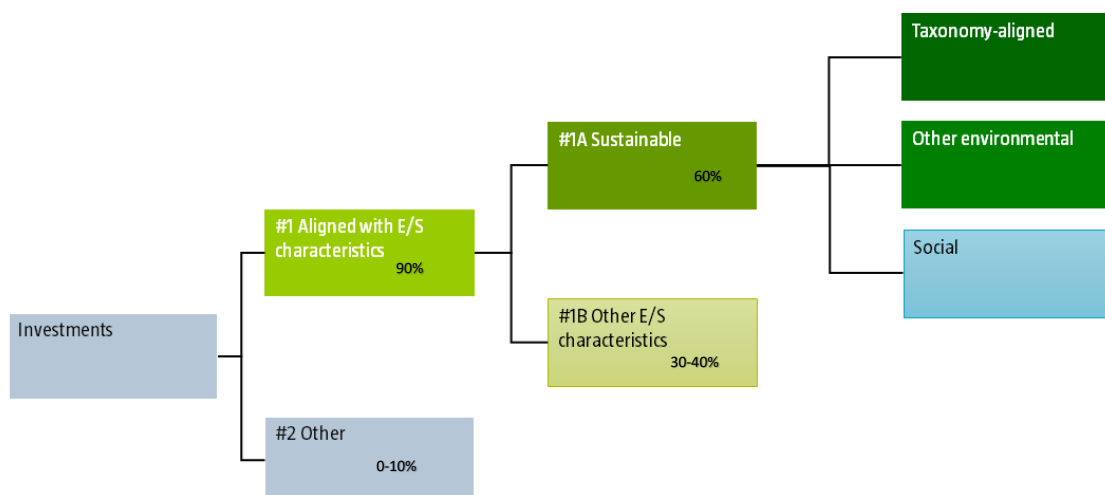 Taxonomy-aligned
#1A Sustainable
60%
Other environmental
#1 Aligned with E/S
characteristics
90%
Social
Investments
#1B Other E/S
characteristics
30-40%
#2 Other
0-10%